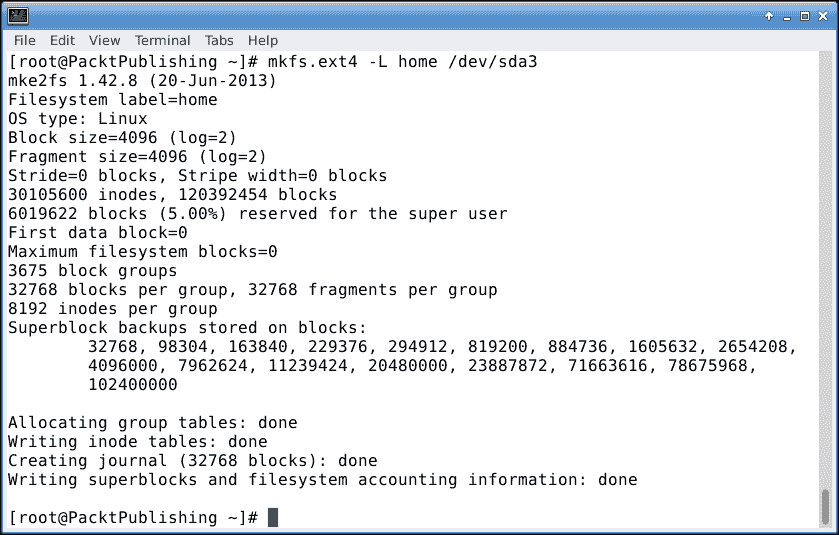 File Edit View Terminal Tabs Help
[root@PacktPublishing ~]# mkfs.ext4 -L home /dev/sda3
mke2fs 1.42.8 (20-Jun-2013)
Filesystem label=home
OS type: Linux
Block size=4096 (log=2)
Fragment size=4096 (log=2)
Stride=0 blocks, Stripe width=0 blocks
30105600 inodes, 120392454 blocks
6019622 blocks (5.00%) reserved for the super user
First data block=0
Maximum filesystem blocks=0
3675 block groups
32768 blocks per group, 32768 fragments per group
8192 inodes per group
Superblock backups stored on blocks:
32768, 98304, 163840, 229376, 294912, 819200, 884736, 1605632, 2654208,
4096000, 7962624, 11239424, 20480000, 23887872, 71663616, 78675968,
102400000
Allocating group tables: done
Writing inode tables: done
Creating journal (32768 blocks): done
Writing superblocks and filesystem accounting information: done
[root@PacktPublishing ~]#